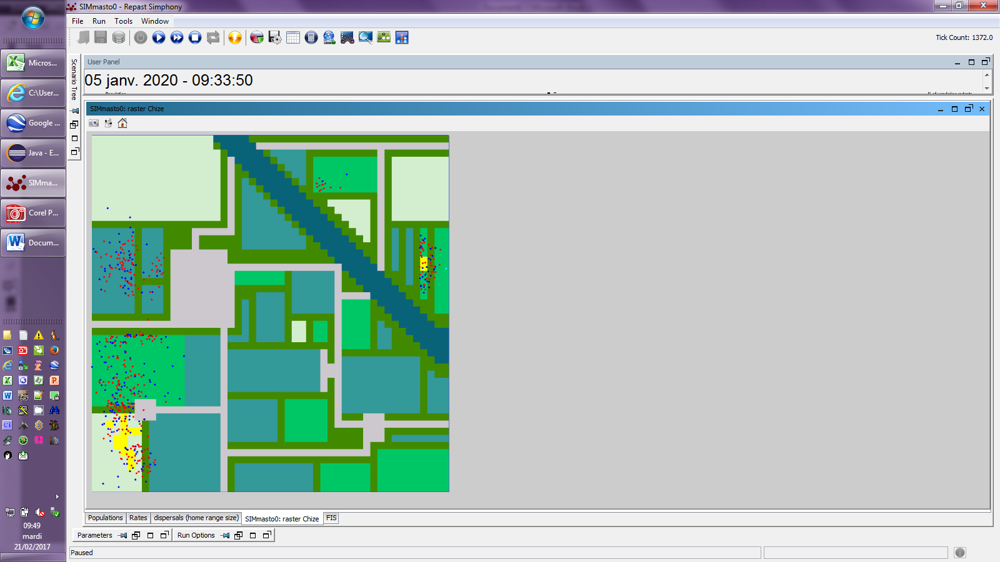 SIMmasto0 - Repast Simphony
File Run Tools Window
Tick Count: 1372.0
Micros...
C:\User...
Google ...
Java - E...
SIMma...
Corel P...
Docum...
09:49
mardi
21/02/2017
Scenario Tree
User Panel
05 janv. 2020 - 09:33:50
SIMmasto0: raster Chize
Populations Rates dispersals (home range size) SIMmasto0: raster Chize FIS
Parameters Run Options
Paused